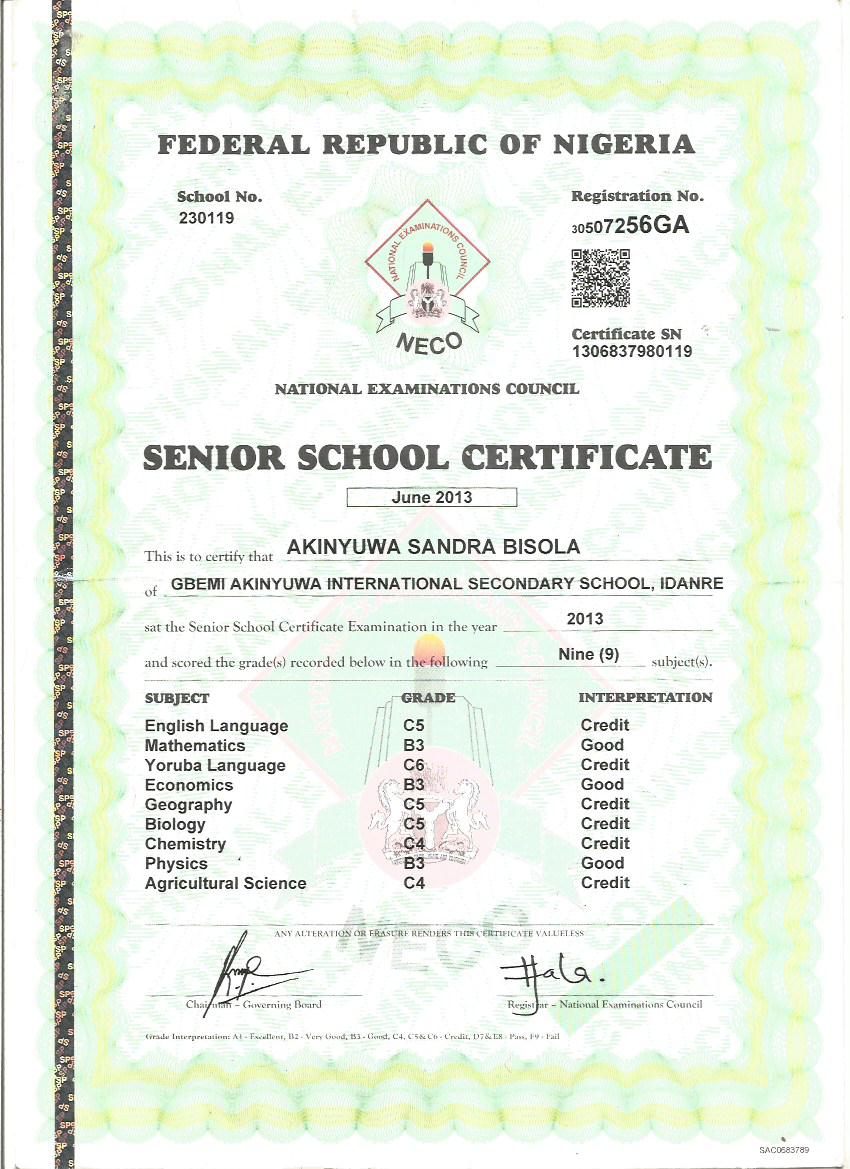 FEDERAL REPUBLIC OF NIGERIA
School No.
230119
Registration No.
30507256GA
NATIONAL EXAMINATIONS COUNCIL
NECO
Certificate SN
1306837980119
NATIONAL EXAMINATIONS COUNCIL
SENIOR SCHOOL CERTIFICATE
June 2013
This is to certify that AKINYUWA SANDRA BISOLA
of GBEMI AKINYUWA INTERNATIONAL SECONDARY SCHOOL, IDANRE
sat the Senior School Certificate Examination in the year 2013
and scored the grade(s) recorded below in the following Nine (9) subject(s).
SUBJECT GRADE INTERPRETATION
English Language C5 Credit
Mathematics B3 Good
Yoruba Language C6 Credit
Economics B3 Good
Geography C5 Credit
Biology C5 Credit
Chemistry C4 Credit
Physics B3 Good
Agricultural Science C4 Credit
NECO
ANY ALTERATION OR ERASURE RENDERS THIS CERTIFICATE VALUELESS
Chairman – Governing Board
Registrar – National Examinations Council
Grade Interpretation: A1 - Excellent, B2 - Very Good, B3 - Good, C4, C5& C6 - Credit, D7& E8 - Pass, F9 - Fail
SAC0583789